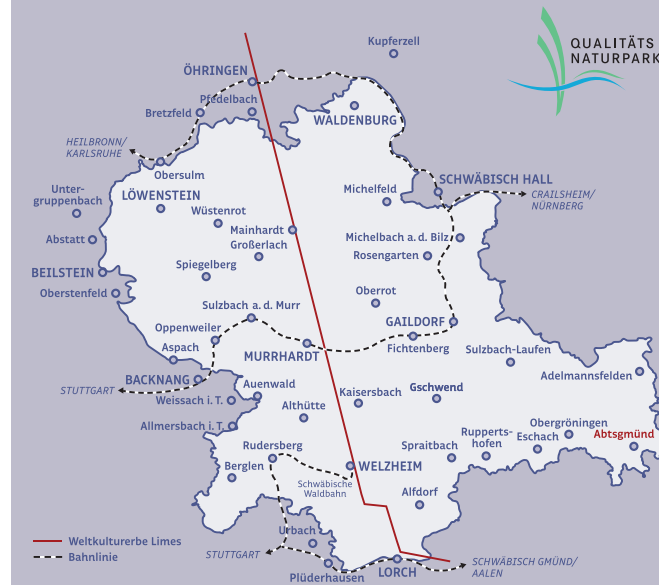 Kupferzell
QUALITÄTS
NATURPARK
ÖHRINGEN
Pfedelbach
Bretzfeld
WALDENBURG
HEILBRONN/
KARLSRUHE
Obersulm
SCHWÄBISCH HALL
CRAILSHEIM/
NÜRNBERG
Unter-
gruppenbach
LÖWENSTEIN
Michelfeld
Wüstenrot
Mainhardt
Michelbach a. d. Bilz
Abstatt
Großerlach
Rosengarten
BEILSTEIN
Spiegelberg
Oberstenfeld
Oberrot
Sulzbach a. d. Murr
GAILDORF
Oppenweiler
Fichtenberg
Aspach
MURRHARDT
Sulzbach-Laufen
Adelmannsfelden
BACKNANG
STUTTGART
Auenwald
Weissach i. T.
Kaisersbach
Gschwend
Althütte
Allmersbach i. T.
Obergröningen
Ruppерts-
hofen
Eschach
Abtsgmünd
Rudersberg
Spraitbach
WELZHEIM
Berglen
Schwäbische
Waldbahn
Alfdorf
Urbach
Weltkulturerbe Limes
Bahnlinie
STUTTGART
Plüderhausen
LORCH
SCHWÄBISCH GMÜND/
AALEN